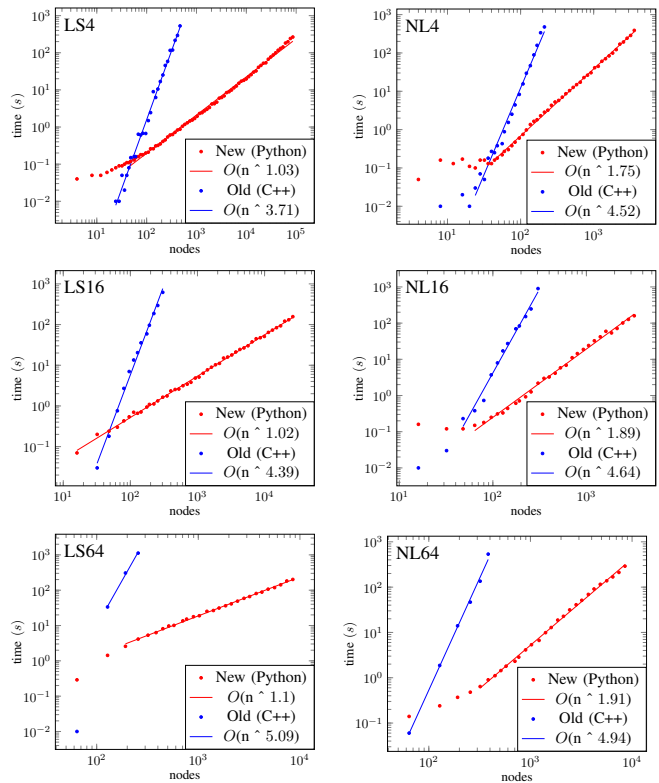 LS4
10^3
10^2
10^1
10^0
10^-1
10^-2
time (s)
New (Python)
O(n ^ 1.03)
Old (C++)
O(n ^ 3.71)
10^1
10^2
10^3
10^4
10^5
nodes
NL4
10^3
10^2
10^1
10^0
10^-1
10^-2
time (s)
New (Python)
O(n ^ 1.75)
Old (C++)
O(n ^ 4.52)
10^1
10^2
10^3
nodes
LS16
10^3
10^2
10^1
10^0
10^-1
time (s)
New (Python)
O(n ^ 1.02)
Old (C++)
O(n ^ 4.39)
10^1
10^2
10^3
10^4
nodes
NL16
10^3
10^2
10^1
10^0
10^-1
10^-2
time (s)
New (Python)
O(n ^ 1.89)
Old (C++)
O(n ^ 4.64)
10^1
10^2
10^3
nodes
LS64
10^3
10^2
10^1
10^0
10^-1
10^-2
time (s)
New (Python)
O(n ^ 1.1)
Old (C++)
O(n ^ 5.09)
10^2
10^3
10^4
nodes
NL64
10^3
10^2
10^1
10^0
10^-1
time (s)
New (Python)
O(n ^ 1.91)
Old (C++)
O(n ^ 4.94)
10^2
10^3
10^4
nodes